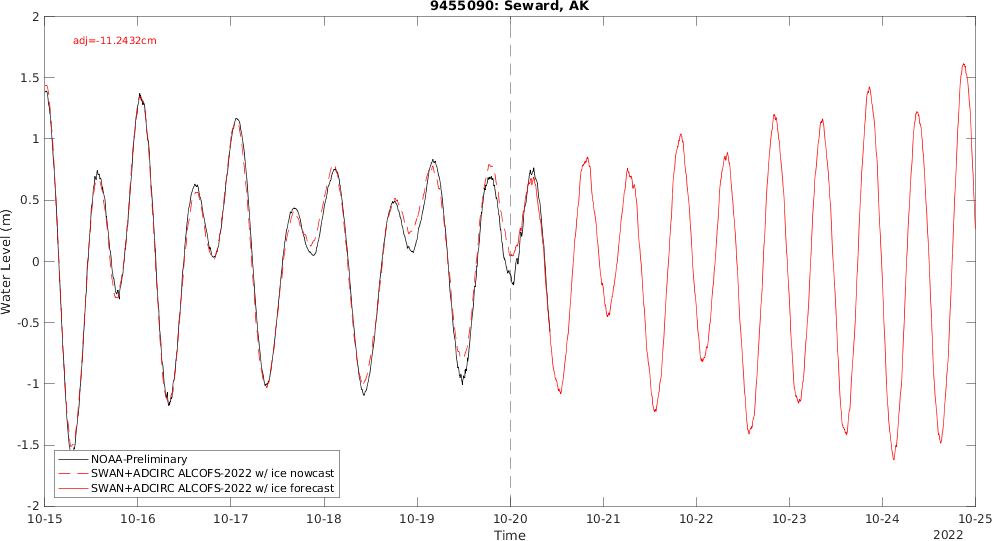 9455090: Seward, AK
adj=-11.2432cm
Water Level (m)
2
1.5
1
0.5
0
-0.5
-1
-1.5
-2
NOAA-Preliminary
SWAN+ADCIRC ALCOFS-2022 w/ ice nowcast
SWAN+ADCIRC ALCOFS-2022 w/ ice forecast
10-15 10-16 10-17 10-18 10-19 10-20 10-21 10-22 10-23 10-24 10-25
Time
2022